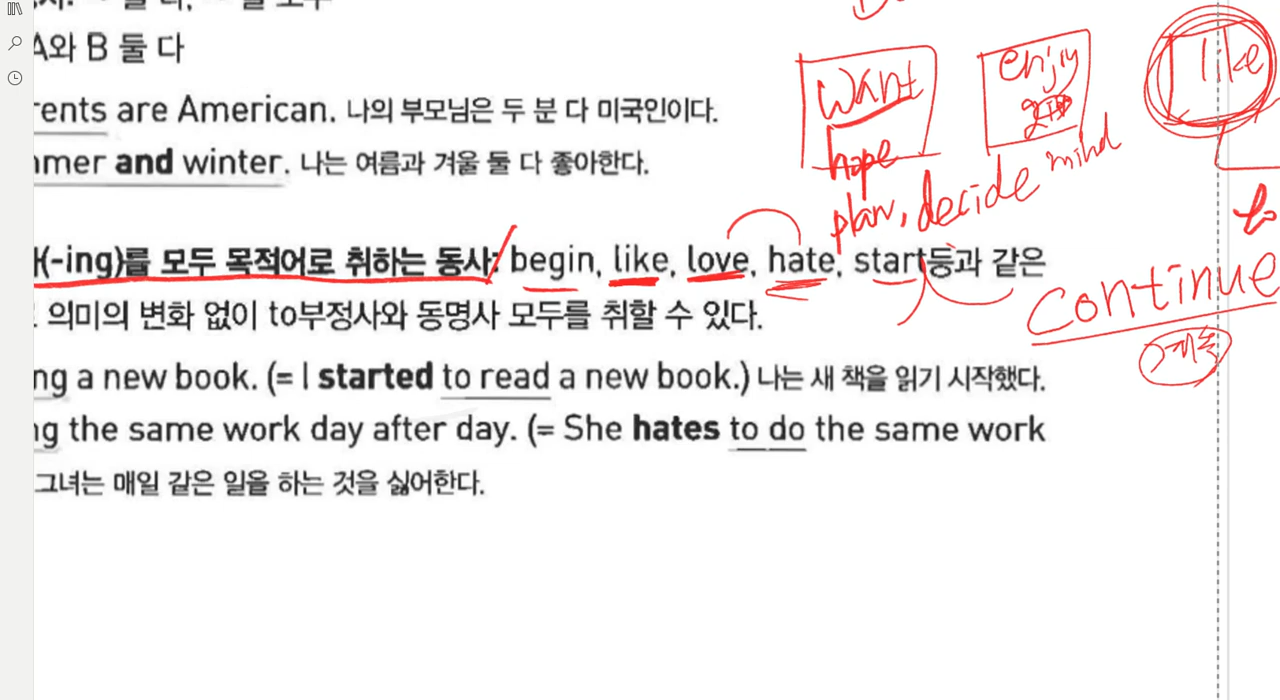 A와 B 둘 다
rents are American. 나의 부모님은 두 분 다 미국인이다.
mmer and winter. 나는 여름과 겨울 둘 다 좋아한다.
want
hope
plan, decide
enjoy
mind
like
(-ing)를 모두 목적어로 취하는 동사: begin, like, love, hate, start등과 같은
의미의 변화 없이 to부정사와 동명사 모두를 취할 수 있다.
continue
계속
ng a new book. (= I started to read a new book.) 나는 새 책을 읽기 시작했다.
ng the same work day after day. (= She hates to do the same work
그녀는 매일 같은 일을 하는 것을 싫어한다.